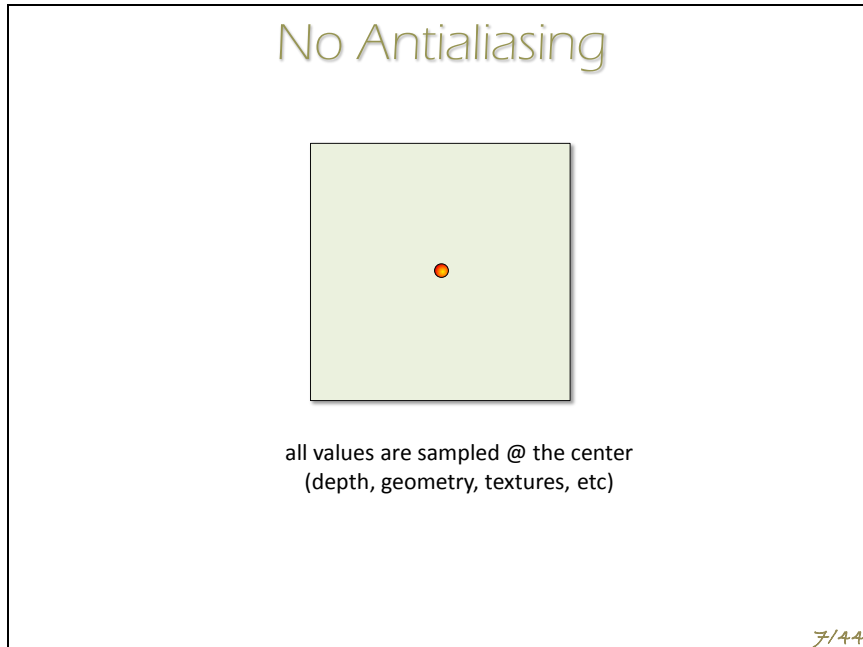 No Antialiasing
all values are sampled @ the center
(depth, geometry, textures, etc)
7/44